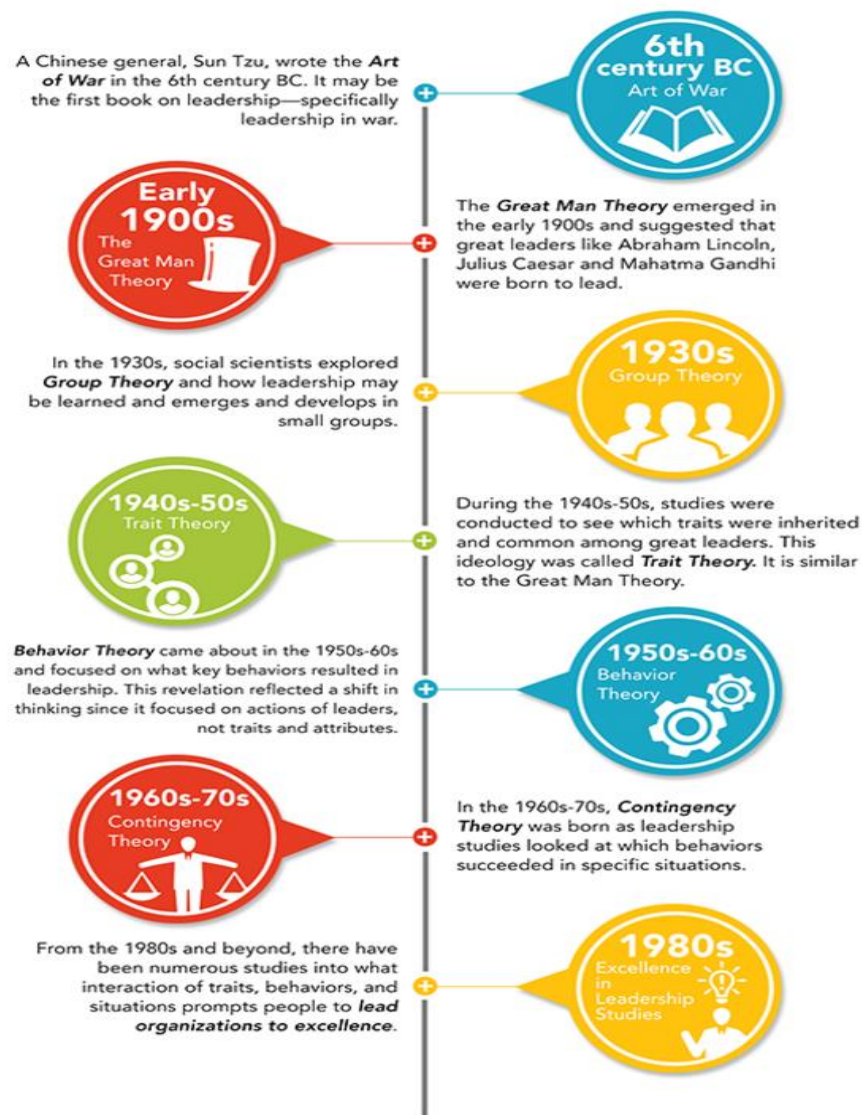 A Chinese general, Sun Tzu, wrote the Art
of War in the 6th century BC. It may be
the first book on leadership—specifically
leadership in war.
6th
century BC
Art of War
Early
1900s
The
Great Man
Theory
The Great Man Theory emerged in
the early 1900s and suggested that
great leaders like Abraham Lincoln,
Julius Caesar and Mahatma Gandhi
were born to lead.
In the 1930s, social scientists explored
Group Theory and how leadership may
be learned and emerges and develops in
small groups.
1930s
Group Theory
1940s-50s
Trait Theory
During the 1940s-50s, studies were
conducted to see which traits were inherited
and common among great leaders. This
ideology was called Trait Theory. It is similar
to the Great Man Theory.
Behavior Theory came about in the 1950s-60s
and focused on what key behaviors resulted in
leadership. This revelation reflected a shift in
thinking since it focused on actions of leaders,
not traits and attributes.
1950s-60s
Behavior
Theory
1960s-70s
Contingency
Theory
In the 1960s-70s, Contingency
Theory was born as leadership
studies looked at which behaviors
succeeded in specific situations.
From the 1980s and beyond, there have
been numerous studies into what
interaction of traits, behaviors, and
situations prompts people to lead
organizations to excellence.
1980s
Excellence
in
Leadership
Studies